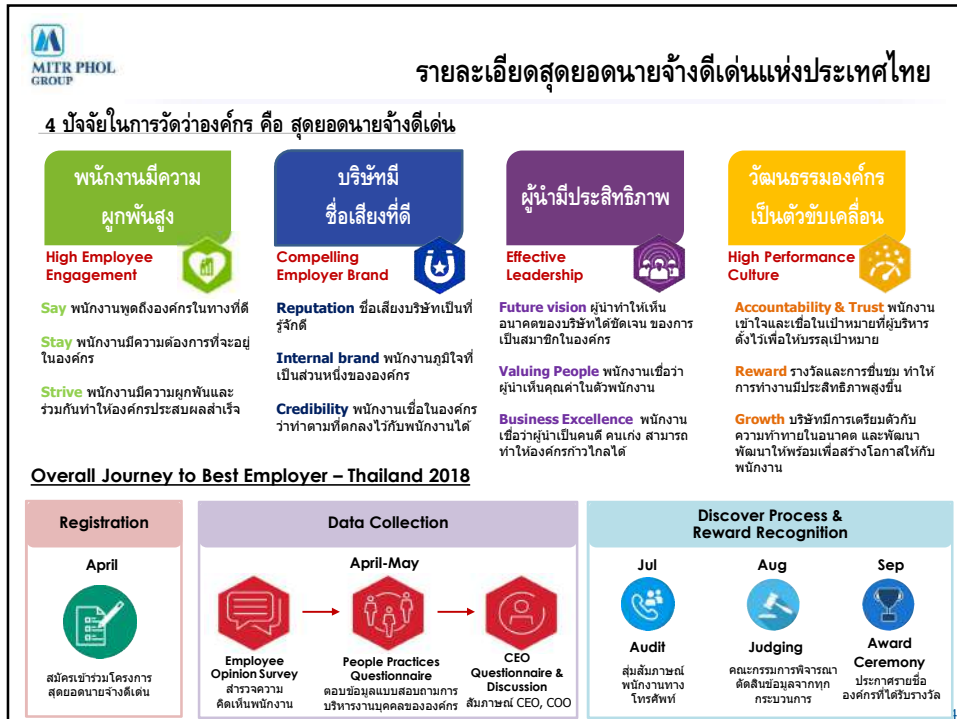 MITR PHOL
GROUP
รายละเอียดสุดยอดนายจ้างดีเด่นแห่งประเทศไทย
4 ปัจจัยในการวัดว่าองค์กร คือ สุดยอดนายจ้างดีเด่น
พนักงานมีความ
ผูกพันสูง
High Employee
Engagement
Say พนักงานพูดถึงองค์กรในทางที่ดี
Stay พนักงานมีความต้องการที่จะอยู่
ในองค์กร
Strive พนักงานมีความผูกพันและ
ร่วมกันทำให้องค์กรประสบผลสำเร็จ
บริษัทมี
ชื่อเสียงที่ดี
Compelling
Employer Brand
Reputation ชื่อเสียงบริษัทเป็นที่
รู้จักดี
Internal brand พนักงานภูมิใจที่
เป็นส่วนหนึ่งขององค์กร
Credibility พนักงานเชื่อในองค์กร
ว่าทำตามที่ตกลงไว้กับพนักงานได้
ผู้นำมีประสิทธิภาพ
Effective
Leadership
Future vision ผู้นำทำให้เห็น
อนาคตของบริษัทได้ชัดเจน ของการ
เป็นสมาชิกในองค์กร
Valuing People พนักงานเชื่อว่า
ผู้นำเห็นคุณค่าในตัวพนักงาน
Business Excellence พนักงาน
เชื่อว่าผู้นำเป็นคนดี คนเก่ง สามารถ
ทำให้องค์กรก้าวไกลได้
วัฒนธรรมองค์กร
เป็นตัวขับเคลื่อน
High Performance
Culture
Accountability & Trust พนักงาน
เข้าใจและเชื่อในเป้าหมายที่ผู้บริหาร
ตั้งไว้เพื่อให้บรรลุเป้าหมาย
Reward รางวัลและการชื่นชม ทำให้
การทำงานมีประสิทธิภาพสูงขึ้น
Growth บริษัทมีการเตรียมตัวกับ
ความท้าทายในอนาคต และพัฒนา
พัฒนาให้พร้อมเพื่อสร้างโอกาสให้กับ
พนักงาน
Overall Journey to Best Employer – Thailand 2018
Registration
April
สมัครเข้าร่วมโครงการ
สุดยอดนายจ้างดีเด่น
Data Collection
April-May
Employee
Opinion Survey
สำรวจความ
คิดเห็นพนักงาน
People Practices
Questionnaire
ตอบข้อมูลแบบสอบถามการ
บริหารงานบุคคลขององค์กร
CEO
Questionnaire &
Discussion
สัมภาษณ์ CEO, COO
Discover Process &
Reward Recognition
Jul
Audit
สุ่มสัมภาษณ์
พนักงานทาง
โทรศัพท์
Aug
Judging
คณะกรรมการพิจารณา
ตัดสินข้อมูลจากทุก
กระบวนการ
Sep
Award
Ceremony
ประกาศรายชื่อ
องค์กรที่ได้รับรางวัล
4